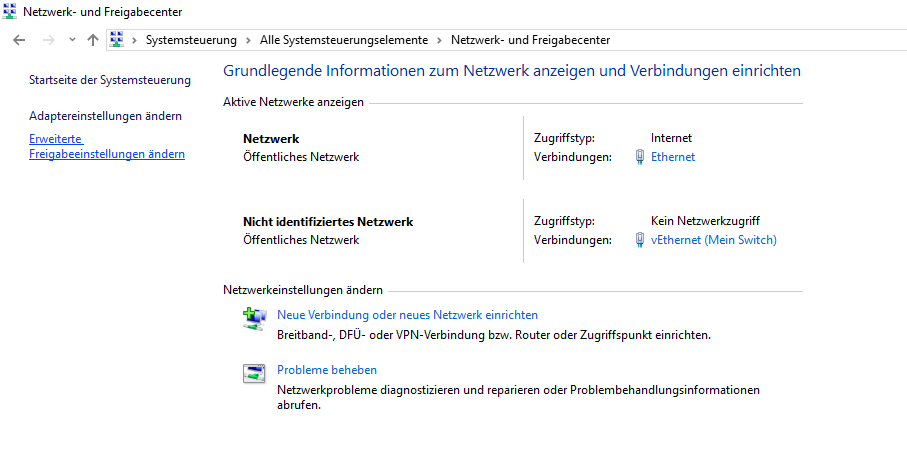 Netzwerk- und Freigabecenter
Systemsteuerung > Alle Systemsteuerungselemente > Netzwerk- und Freigabecenter
Startseite der Systemsteuerung
Adaptereinstellungen ändern
Erweiterte
Freigabeeinstellungen ändern
Grundlegende Informationen zum Netzwerk anzeigen und Verbindungen einrichten
Aktive Netzwerke anzeigen
Netzwerk
Öffentliches Netzwerk
Zugriffstyp: Internet
Verbindungen: Ethernet
Nicht identifiziertes Netzwerk
Öffentliches Netzwerk
Zugriffstyp: Kein Netzwerkzugriff
Verbindungen: vEthernet (Mein Switch)
Netzwerkeinstellungen ändern
Neue Verbindung oder neues Netzwerk einrichten
Breitband-, DFÜ- oder VPN-Verbindung bzw. Router oder Zugriffspunkt einrichten.
Probleme beheben
Netzwerkprobleme diagnostizieren und reparieren oder Problembehandlungsinformationen
abrufen.